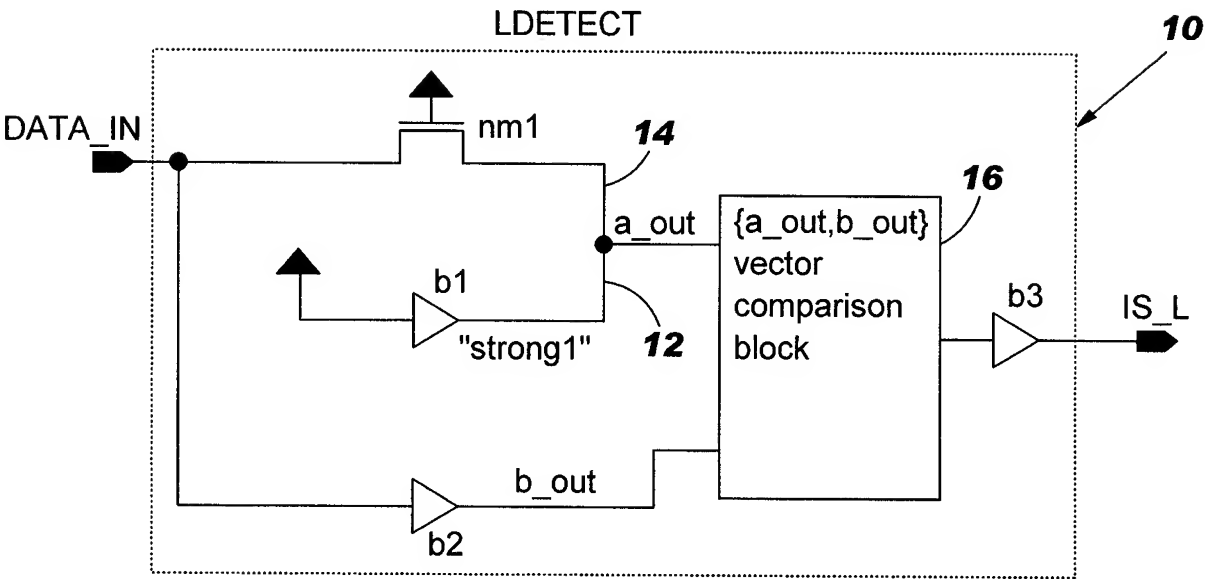 LDETECT
10
DATA_IN
nm1
14
16
a_out
{a_out,b_out}
vector
comparison
block
b1
"strong1"
12
b3
IS_L
b_out
b2